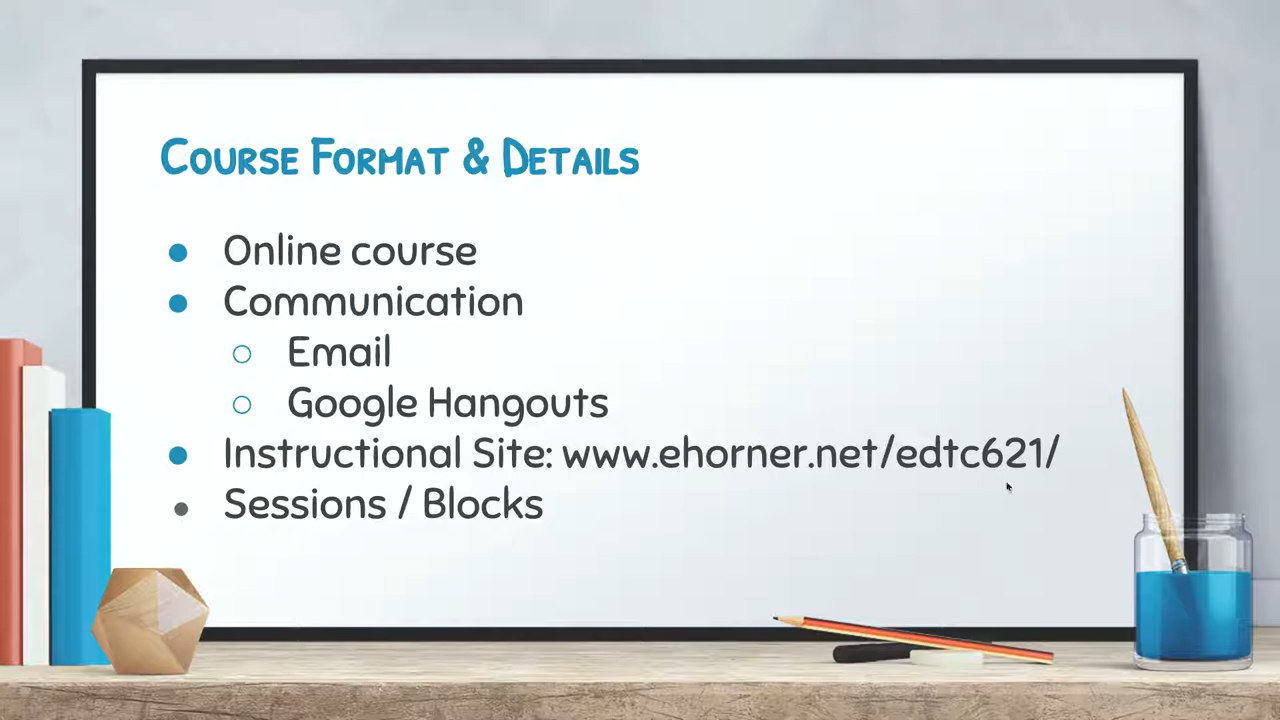 Course Format & Details
Online course
Communication
Email
Google Hangouts
Instructional Site: www.ehorner.net/edtc621/
Sessions / Blocks